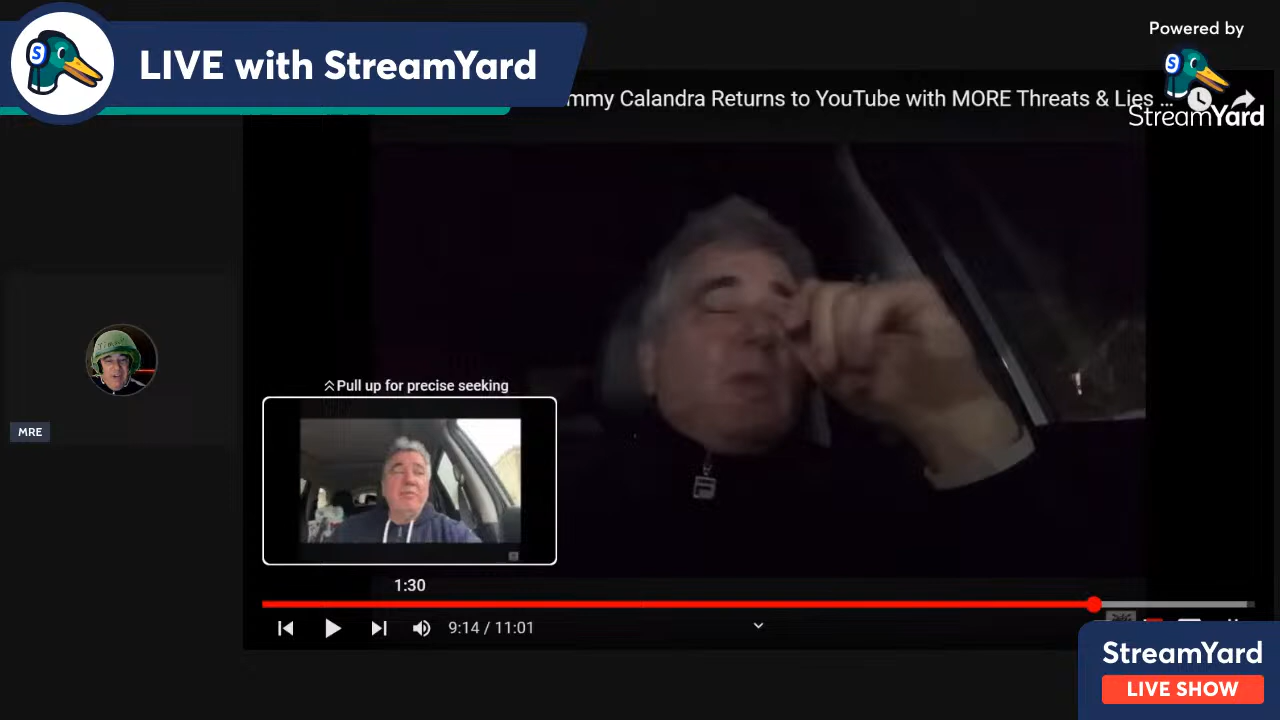 LIVE with StreamYard
Powered by
StreamYard
mmy Calandra Returns to YouTube with MORE Threats & Lies ...
MRE
Pull up for precise seeking
1:30
9:14 / 11:01
StreamYard
LIVE SHOW